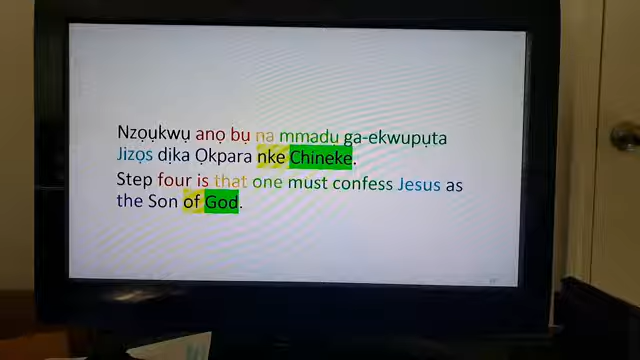 Nzọụkwụ anọ bụ na mmadụ ga-ekwupụta
Jizọs dịka Ọkpara nke Chineke.
Step four is that one must confess Jesus as
the Son of God.